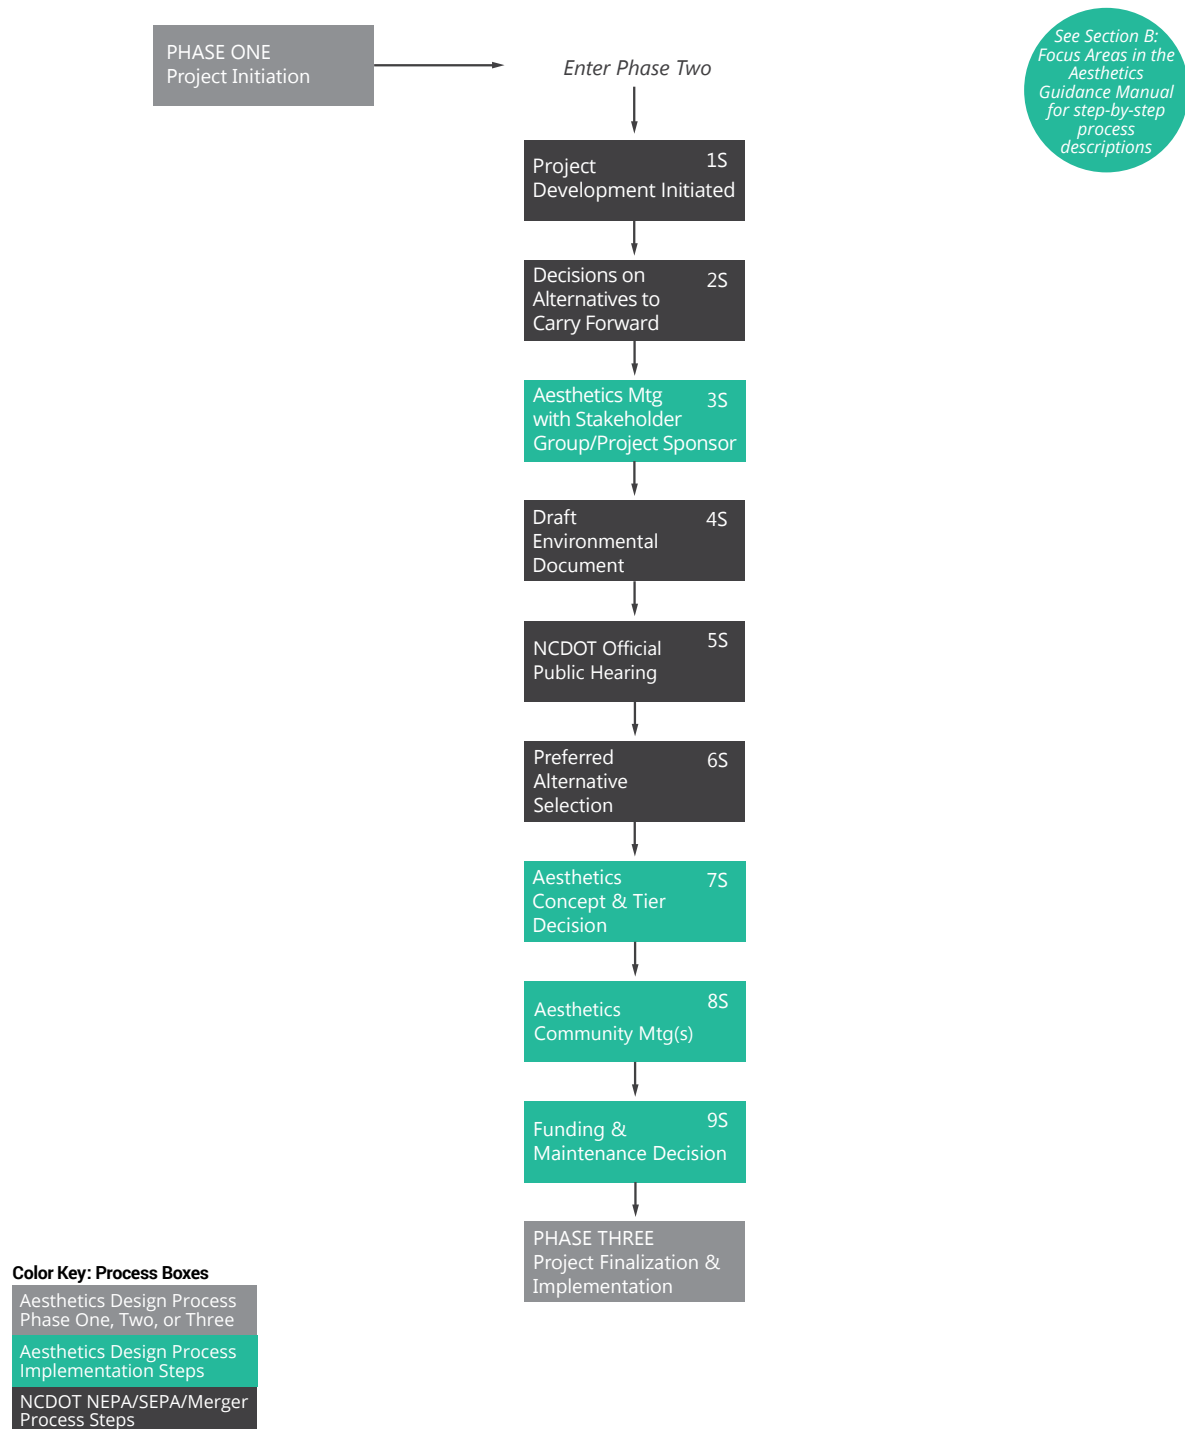 PHASE ONE
Project Initiation
Enter Phase Two
See Section B:
Focus Areas in the
Aesthetics
Guidance Manual
for step-by-step
process
descriptions
Project 1S
Development Initiated
Decisions on 2S
Alternatives to
Carry Forward
Aesthetics Mtg 3S
with Stakeholder
Group/Project Sponsor
Draft 4S
Environmental
Document
NCDOT Official 5S
Public Hearing
Preferred 6S
Alternative
Selection
Aesthetics 7S
Concept & Tier
Decision
Aesthetics 8S
Community Mtg(s)
Funding & 9S
Maintenance Decision
PHASE THREE
Project Finalization &
Implementation
Color Key: Process Boxes
Aesthetics Design Process
Phase One, Two, or Three
Aesthetics Design Process
Implementation Steps
NCDOT NEPA/SEPA/Merger
Process Steps